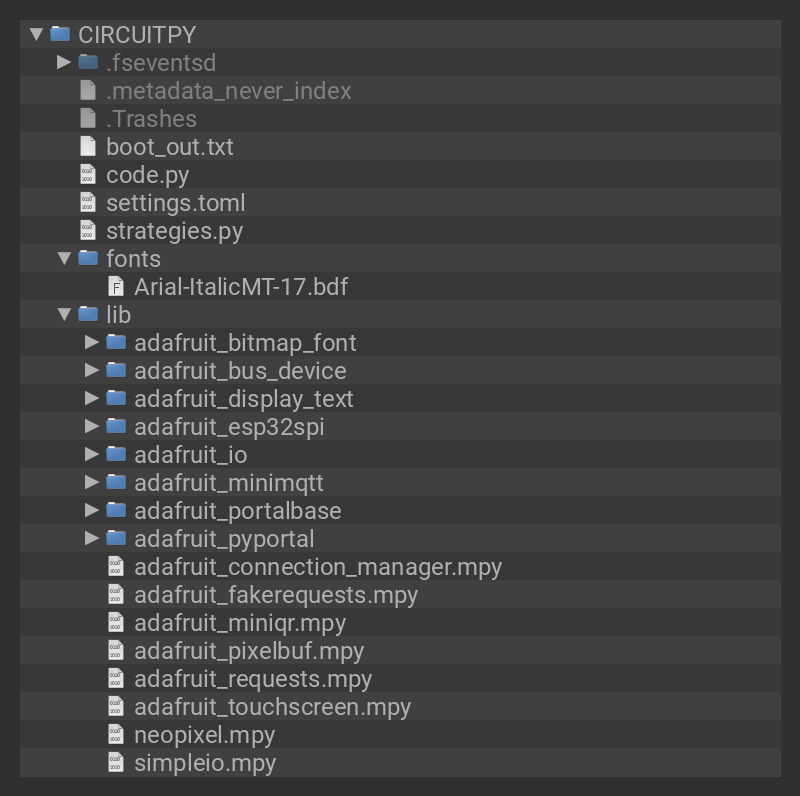 CIRCUITPY
.fseventsd
.metadata_never_index
.Trashes
boot_out.txt
code.py
settings.toml
strategies.py
fonts
Arial-ItalicMT-17.bdf
lib
adafruit_bitmap_font
adafruit_bus_device
adafruit_display_text
adafruit_esp32spi
adafruit_io
adafruit_minimqtt
adafruit_portalbase
adafruit_pyportal
adafruit_connection_manager.mpy
adafruit_fakerequests.mpy
adafruit_miniqr.mpy
adafruit_pixelbuf.mpy
adafruit_requests.mpy
adafruit_touchscreen.mpy
neopixel.mpy
simpleio.mpy